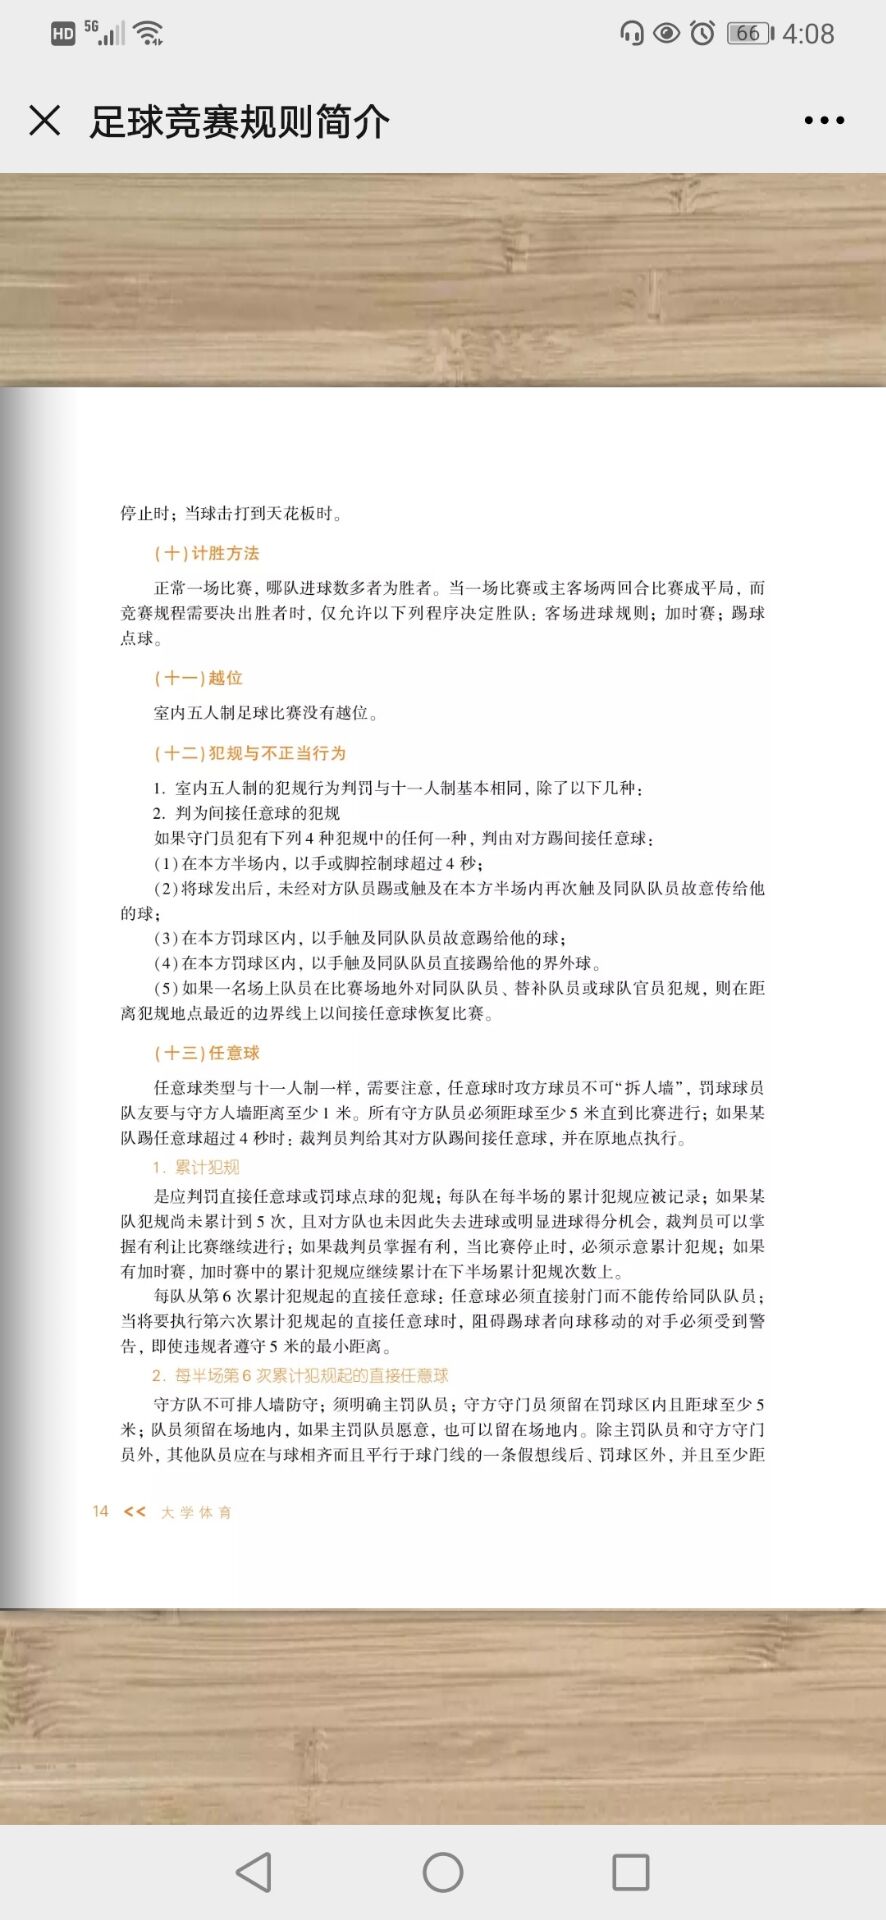 HD 5G 66 4:08
足球竞赛规则简介
停止时；当球击打到天花板时。
(十)计胜方法
正常一场比赛，哪队进球数多者为胜者。当一场比赛或主客场两回合比赛成平局，而
竞赛规程需要决出胜者时，仅允许以下列程序决定胜队：客场进球规则；加时赛；踢球
点球。
(十一)越位
室内五人制足球比赛没有越位。
(十二)犯规与不正当行为
1. 室内五人制的犯规行为判罚与十一人制基本相同，除了以下几种：
2. 判为间接任意球的犯规
如果守门员犯有下列4种犯规中的任何一种，判由对方踢间接任意球：
(1)在本方半场内，以手或脚控制球超过4秒；
(2)将球发出后，未经对方队员踢或触及在本方半场内再次触及同队队员故意传给他
的球；
(3)在本方罚球区内，以手触及同队队员故意踢给他的球；
(4)在本方罚球区内，以手触及同队队员直接踢给他的界外球。
(5)如果一名场上队员在比赛场地外对同队队员、替补队员或球队官员犯规，则在距
离犯规地点最近的边界线上以间接任意球恢复比赛。
(十三)任意球
任意球类型与十一人制一样，需要注意，任意球时攻方球员不可“拆人墙”，罚球球员
队友要与守方人墙距离至少1米。所有守方队员必须距球至少5米直到比赛进行；如果某
队踢任意球超过4秒时：裁判员判给其对方队踢间接任意球，并在原地点执行。
1. 累计犯规
是应判罚直接任意球或罚球点球的犯规；每队在每半场的累计犯规应被记录；如果某
队犯规尚未累计到5次，且对方队也未因此失去进球或明显进球得分机会，裁判员可以掌
握有利让比赛继续进行；如果裁判员掌握有利，当比赛停止时，必须示意累计犯规；如果
有加时赛，加时赛中的累计犯规应继续累计在下半场累计犯规次数上。
每队从第6次累计犯规起的直接任意球：任意球必须直接射门而不能传给同队队员；
当将要执行第六次累计犯规起的直接任意球时，阻碍踢球者向球移动的对手必须受到警
告，即使违规者遵守5米的最小距离。
2. 每半场第6次累计犯规起的直接任意球
守方队不可排人墙防守；须明确主罚队员；守方守门员须留在罚球区内且距球至少5
米；队员须留在场地内，如果主罚队员愿意，也可以留在场地内。除主罚队员和守方守门
员外，其他队员应在与球相齐而且平行于球门线的一条假想线后、罚球区外，并且至少距
14 << 大学体育